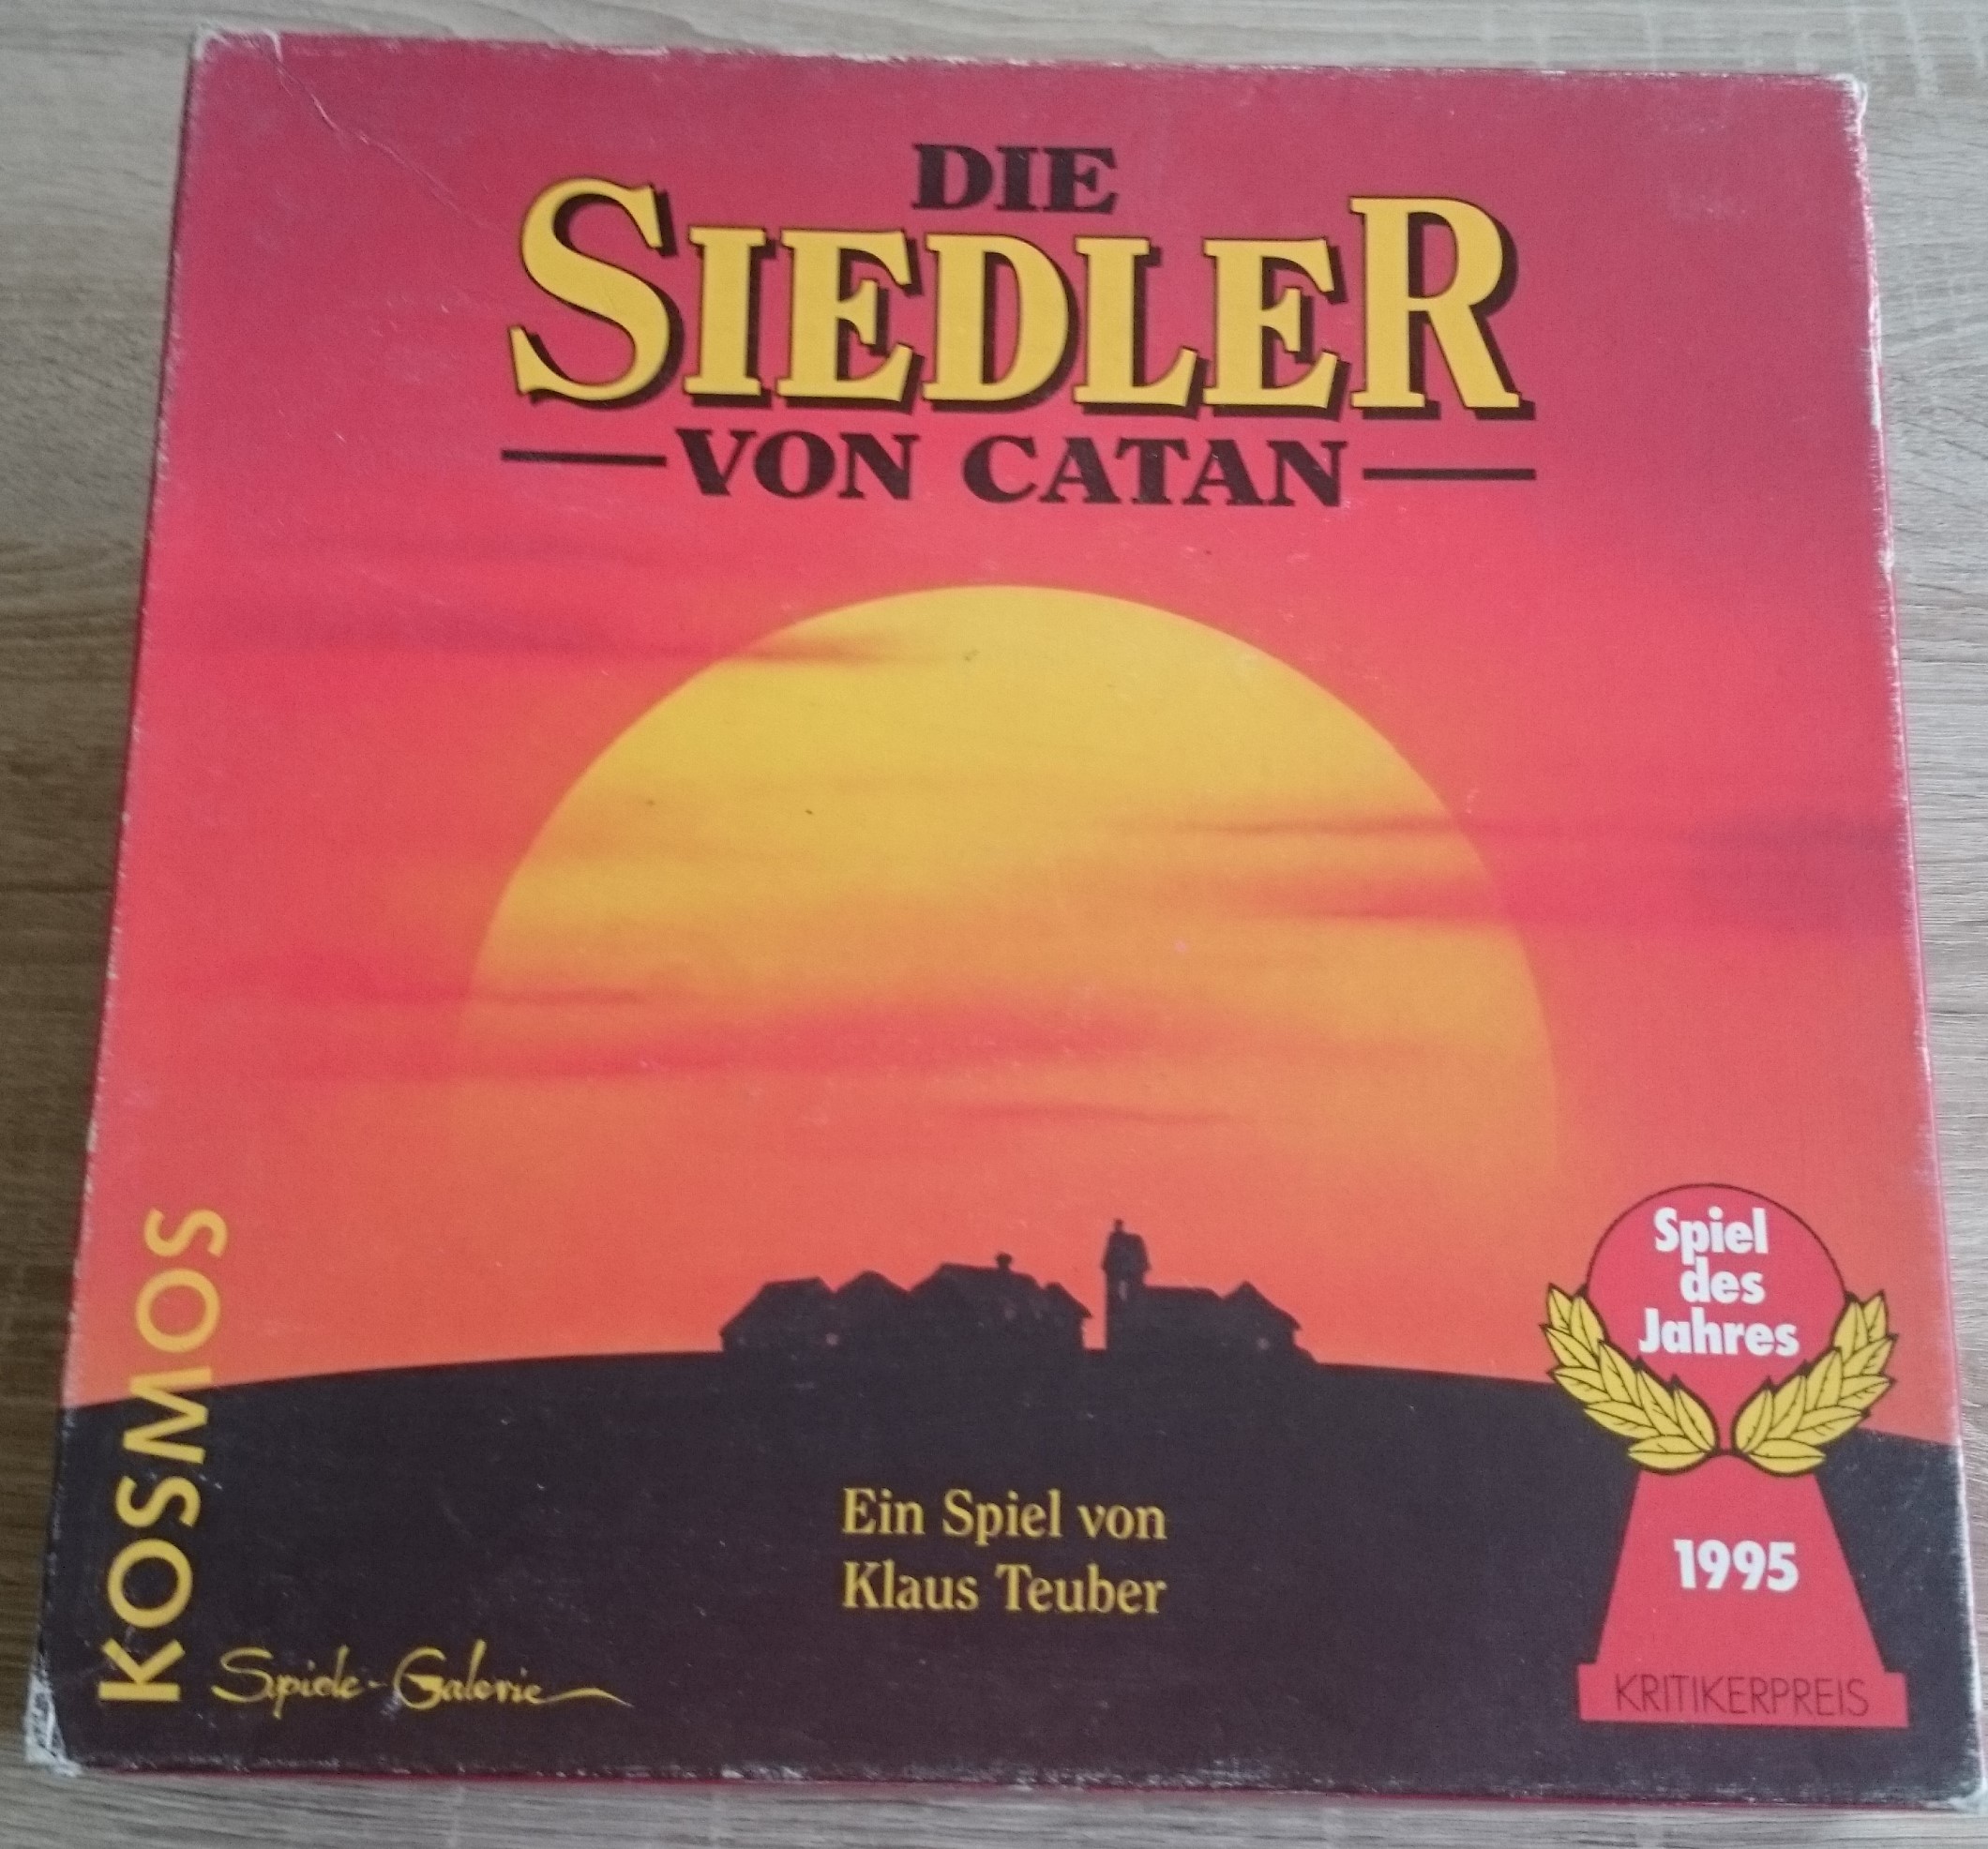 DIE
SIEDLER
VON CATAN
Spiel
des
Jahres
1995
KRITIKERPREIS
Ein Spiel von
Klaus Teuber
KOSMOS
Spiele-Galerie